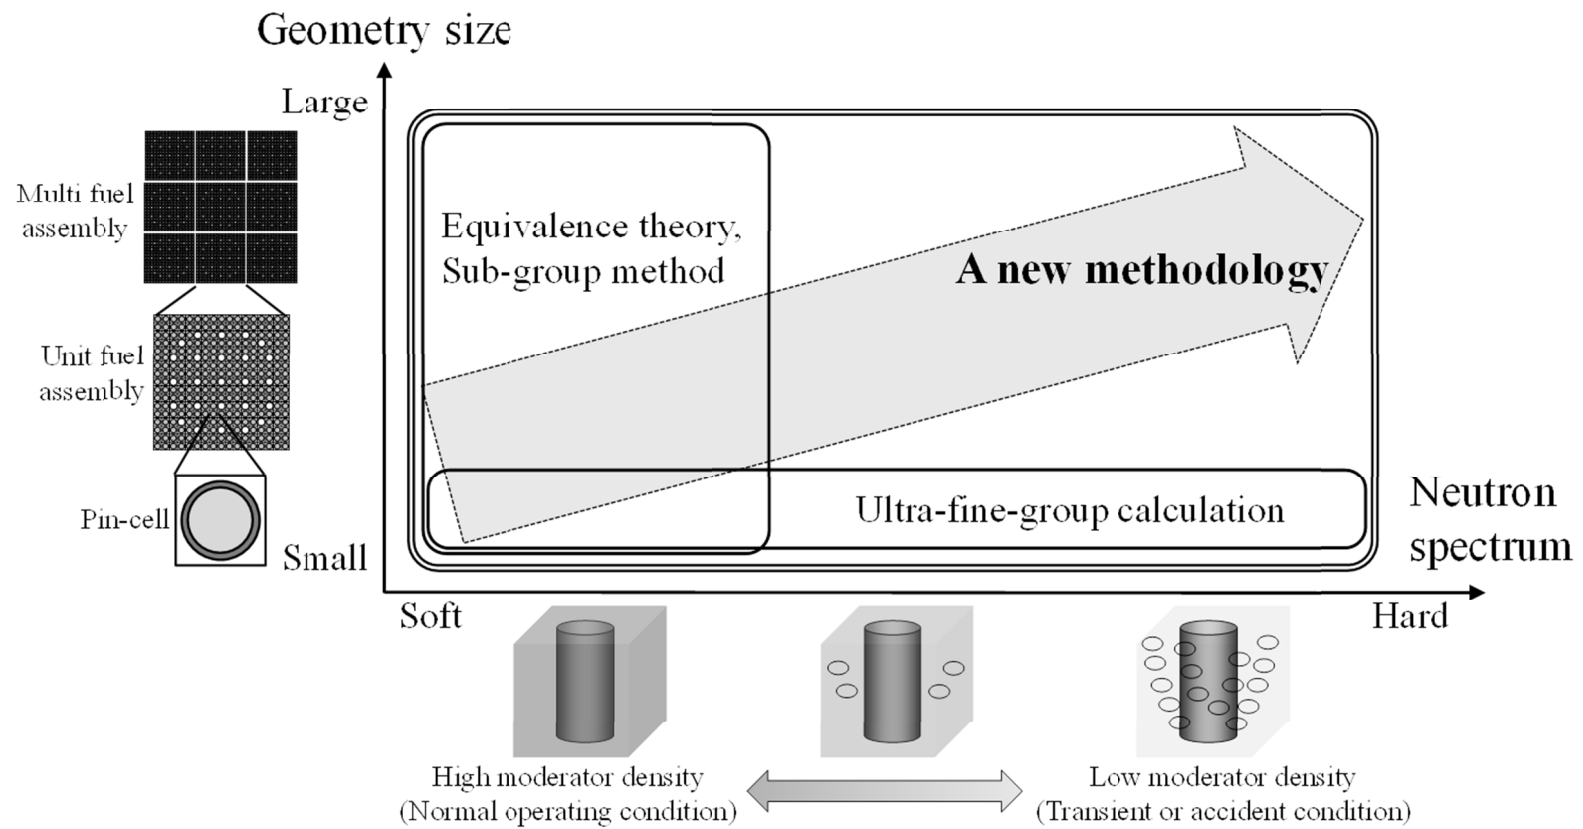 Geometry size
Large
Multi fuel
assembly
Equivalence theory,
Sub-group method
A new methodology
Unit fuel
assembly
Pin-cell
Ultra-fine-group calculation
Neutron
spectrum
Small
Soft
Hard
High moderator density
(Normal operating condition)
Low moderator density
(Transient or accident condition)